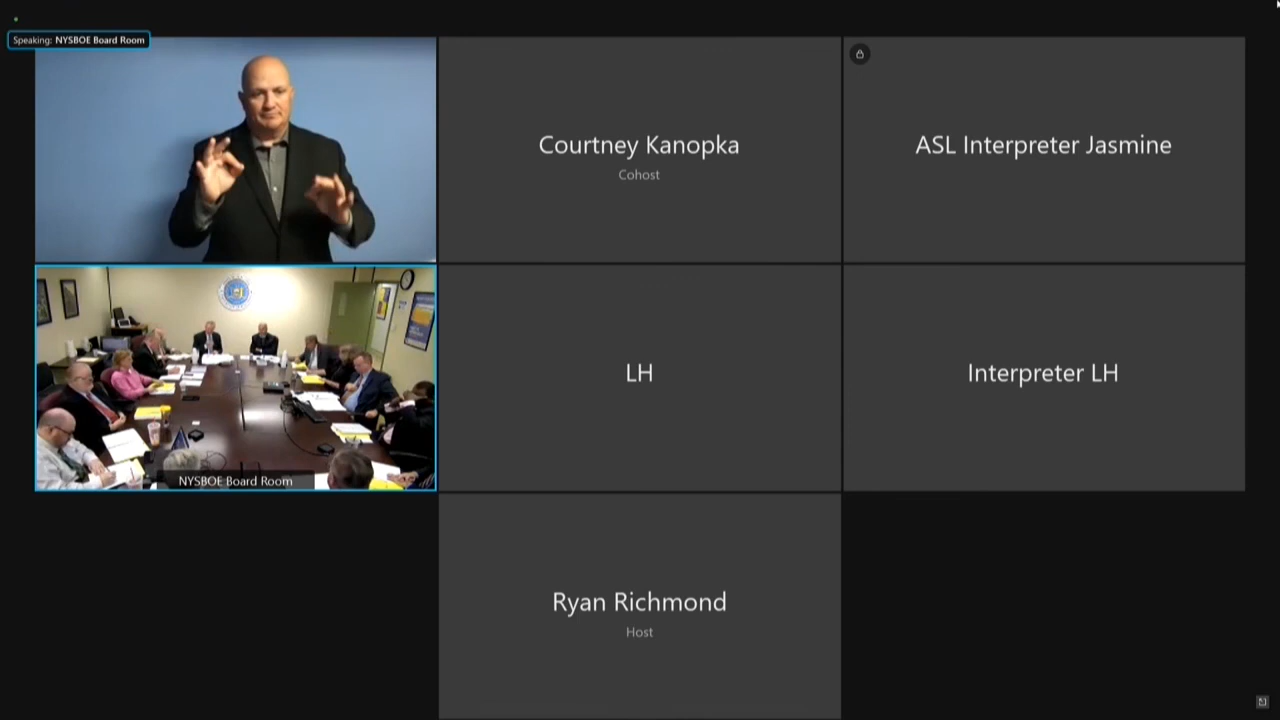 Speaking: NYSBOE Board Room
Courtney Kanopka
Cohost
ASL Interpreter Jasmine
NYSBOE Board Room
LH
Interpreter LH
Ryan Richmond
Host